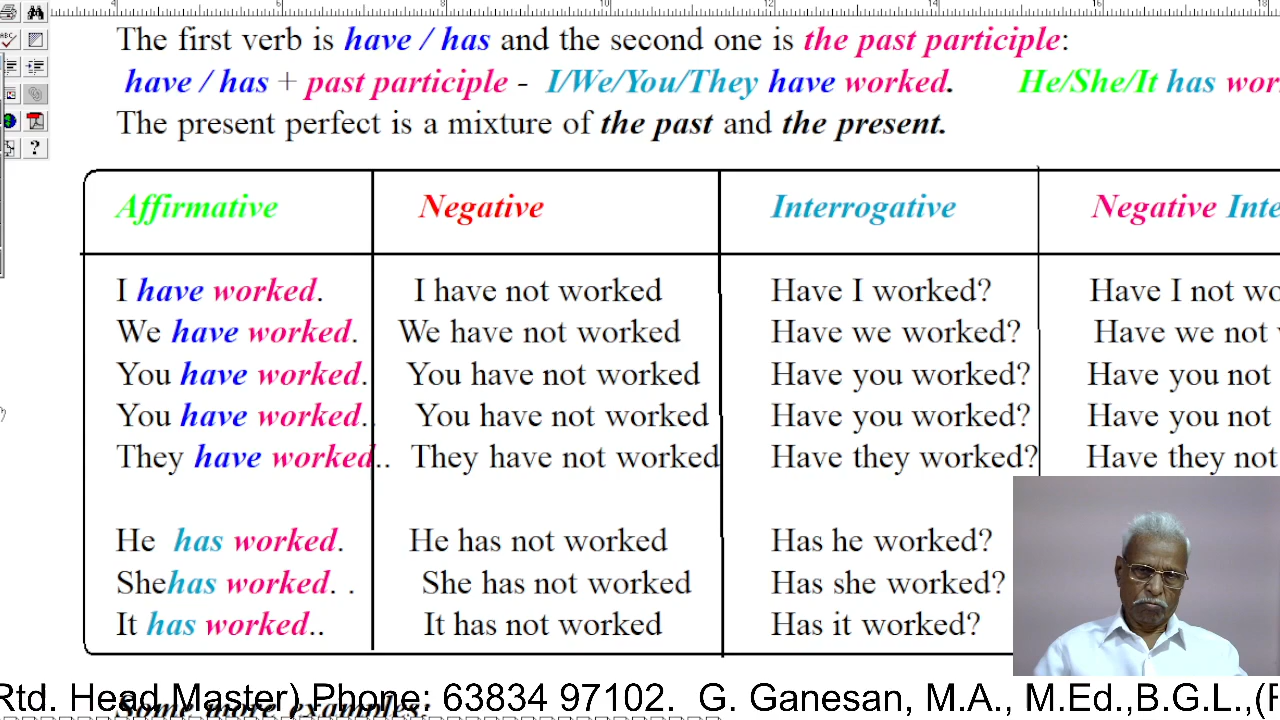 The first verb is have / has and the second one is the past participle:
have / has + past participle - I/We/You/They have worked. He/She/It has wor
The present perfect is a mixture of the past and the present.
Affirmative Negative Interrogative Negative Inte
I have worked. I have not worked Have I worked? Have I not wo
We have worked. We have not worked Have we worked? Have we not
You have worked. You have not worked Have you worked? Have you not
You have worked.. You have not worked Have you worked? Have you not
They have worked.. They have not worked Have they worked? Have they not
He has worked. He has not worked Has he worked?
Shehas worked. . She has not worked Has she worked?
It has worked.. It has not worked Has it worked?
Some more examples:
Rtd. Head Master) Phone: 63834 97102. G. Ganesan, M.A., M.Ed.,B.G.L.,(R